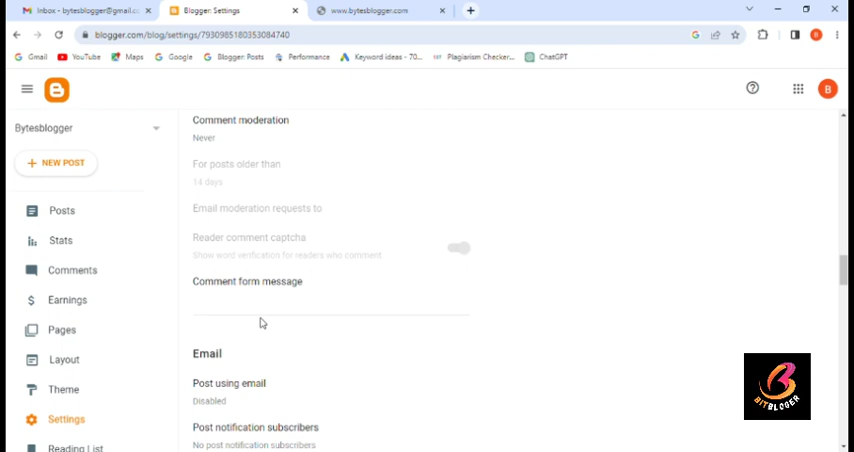 Inbox - bytesblogger@gmail.co
Blogger: Settings
www.bytesblogger.com
blogger.com/blog/settings/7930985180384084740
Gmail
YouTube
Maps
Google
Blogger: Posts
Performance
Keyword ideas - 70...
Plagiarism Checker...
ChatGPT
B
Bytesblogger
NEW POST
Posts
Stats
Comments
Earnings
Pages
Layout
Theme
Settings
Reading List
Comment moderation
Never
For posts older than
14 days
Email moderation requests to
Reader comment captcha
Show word verification for readers who comment
Comment form message
Email
Post using email
Disabled
Post notification subscribers
No post notification subscribers
BITBLOGER